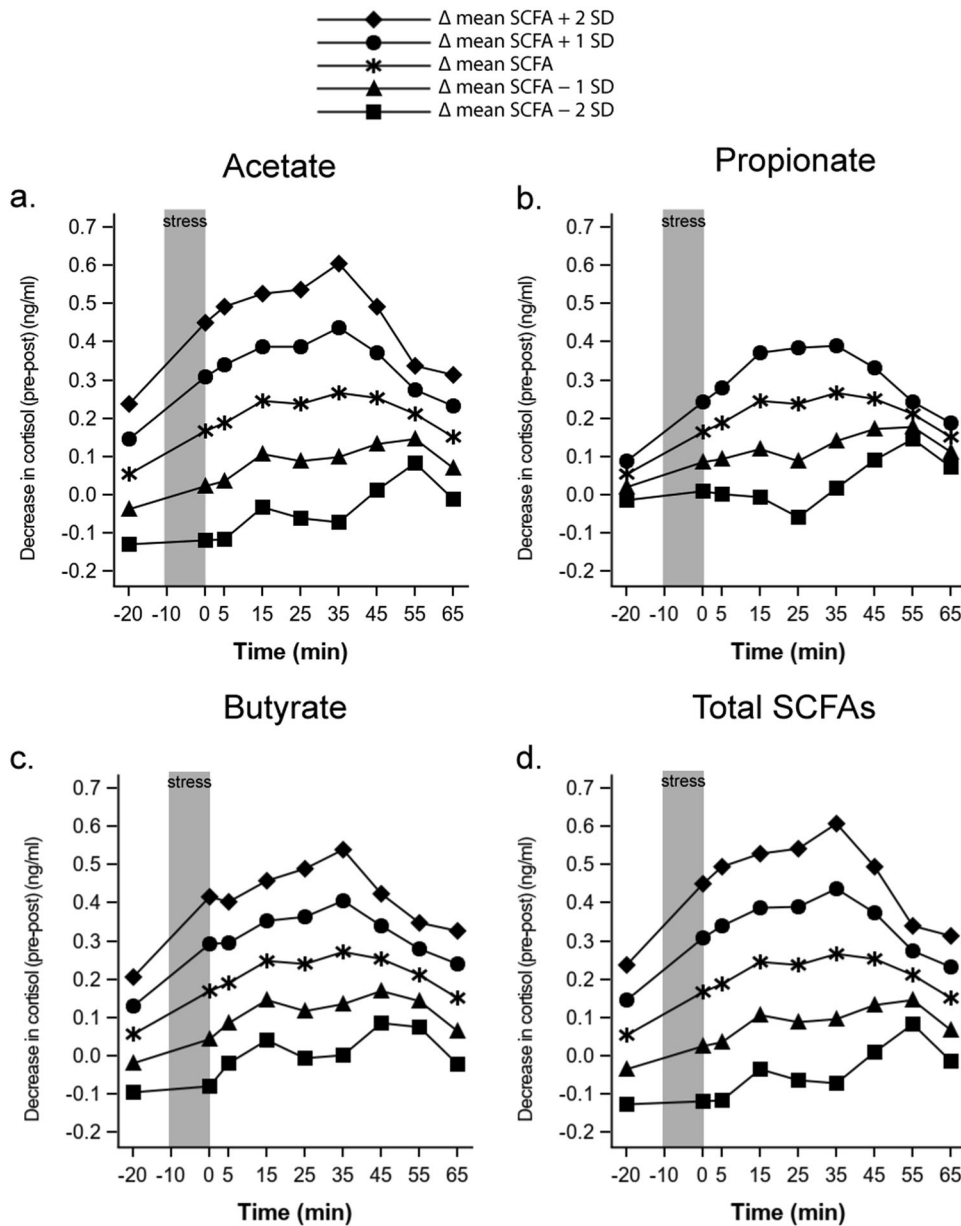 Δ mean SCFA + 2 SD
Δ mean SCFA + 1 SD
Δ mean SCFA
Δ mean SCFA − 1 SD
Δ mean SCFA − 2 SD
Acetate
a.
stress
Decrease in cortisol (pre-post) (ng/ml)
0.7
0.6
0.5
0.4
0.3
0.2
0.1
0.0
-0.1
-0.2
-20 -10 0 5 15 25 35 45 55 65
Time (min)
Propionate
b.
stress
Decrease in cortisol (pre-post) (ng/ml)
0.7
0.6
0.5
0.4
0.3
0.2
0.1
0.0
-0.1
-0.2
-20 -10 0 5 15 25 35 45 55 65
Time (min)
Butyrate
c.
stress
Decrease in cortisol (pre-post) (ng/ml)
0.7
0.6
0.5
0.4
0.3
0.2
0.1
0.0
-0.1
-0.2
-20 -10 0 5 15 25 35 45 55 65
Time (min)
Total SCFAs
d.
stress
Decrease in cortisol (pre-post) (ng/ml)
0.7
0.6
0.5
0.4
0.3
0.2
0.1
0.0
-0.1
-0.2
-20 -10 0 5 15 25 35 45 55 65
Time (min)